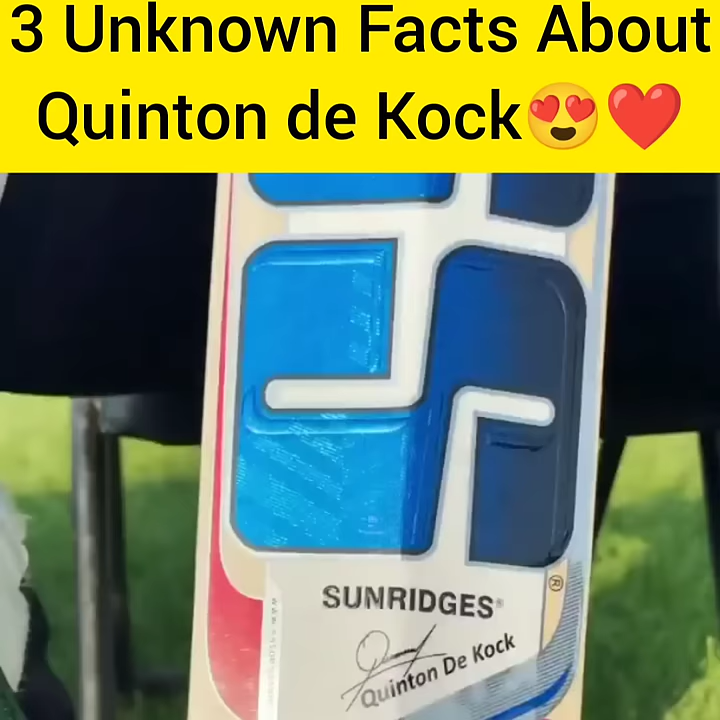 3 Unknown Facts About
Quinton de Kock😍❤️
SUNRIDGES®
®
Quinton De Kock